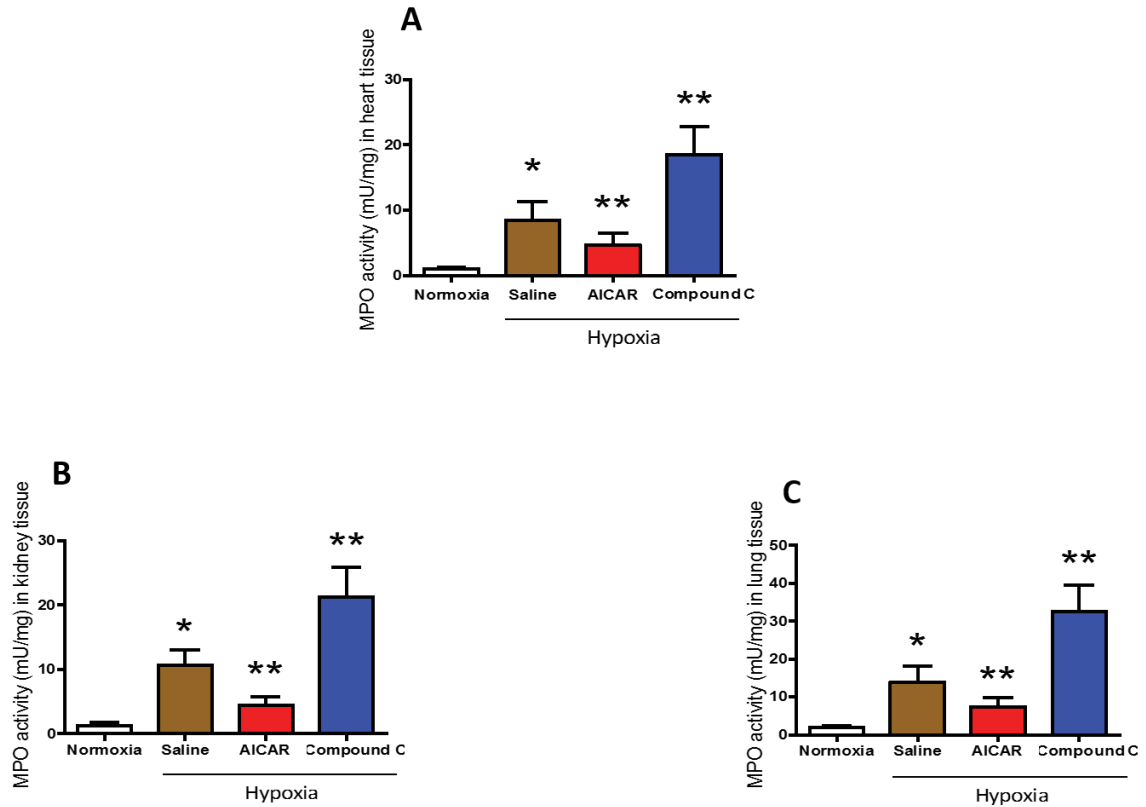 A
MPO activity (mU/mg) in heart tissue
30
20
10
0
*
**
**
Normoxia Saline AICAR Compound C
Hypoxia
B
MPO activity (mU/mg) in kidney tissue
30
20
10
0
*
**
**
Normoxia Saline AICAR Compound C
Hypoxia
C
MPO activity (mU/mg) in lung tissue
50
40
30
20
10
0
*
**
**
Normoxia Saline AICAR Compound C
Hypoxia